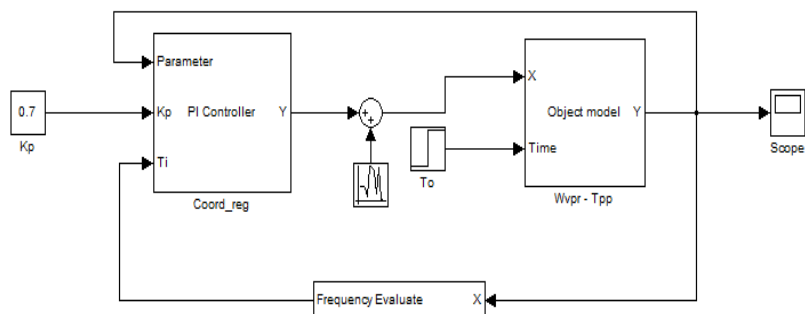 Parameter
0.7
Kp
Kp
PI Controller
Y
Ti
Coord_reg
+
+
To
X
Object model
Y
Time
Wvpr - Tpp
Scope
Frequency Evaluate
X